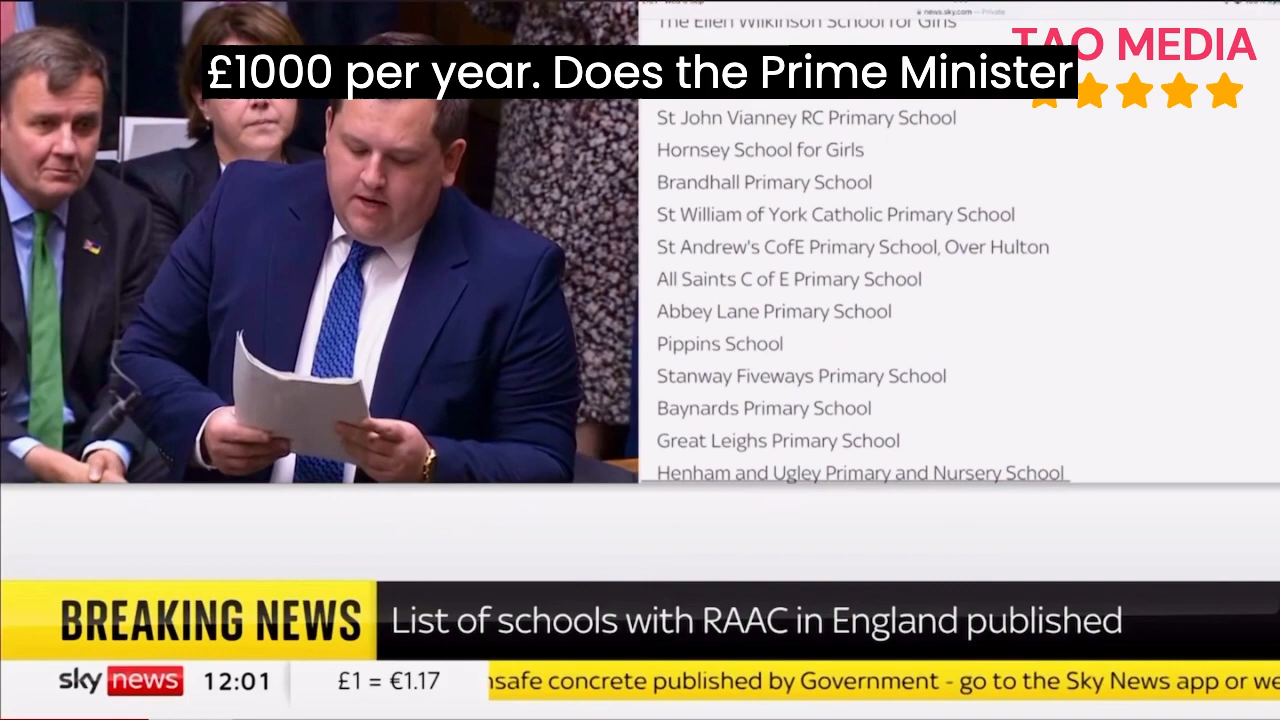 news.sky.com — Private
The Ellen Wilkinson School for Girls
TAO MEDIA
£1000 per year. Does the Prime Minister
St John Vianney RC Primary School
Hornsey School for Girls
Brandhall Primary School
St William of York Catholic Primary School
St Andrew's CofE Primary School, Over Hulton
All Saints C of E Primary School
Abbey Lane Primary School
Pippins School
Stanway Fiveways Primary School
Baynards Primary School
Great Leighs Primary School
Henham and Ugley Primary and Nursery School
BREAKING NEWS
List of schools with RAAC in England published
sky news 12:01 £1 = €1.17 nsafe concrete published by Government - go to the Sky News app or we